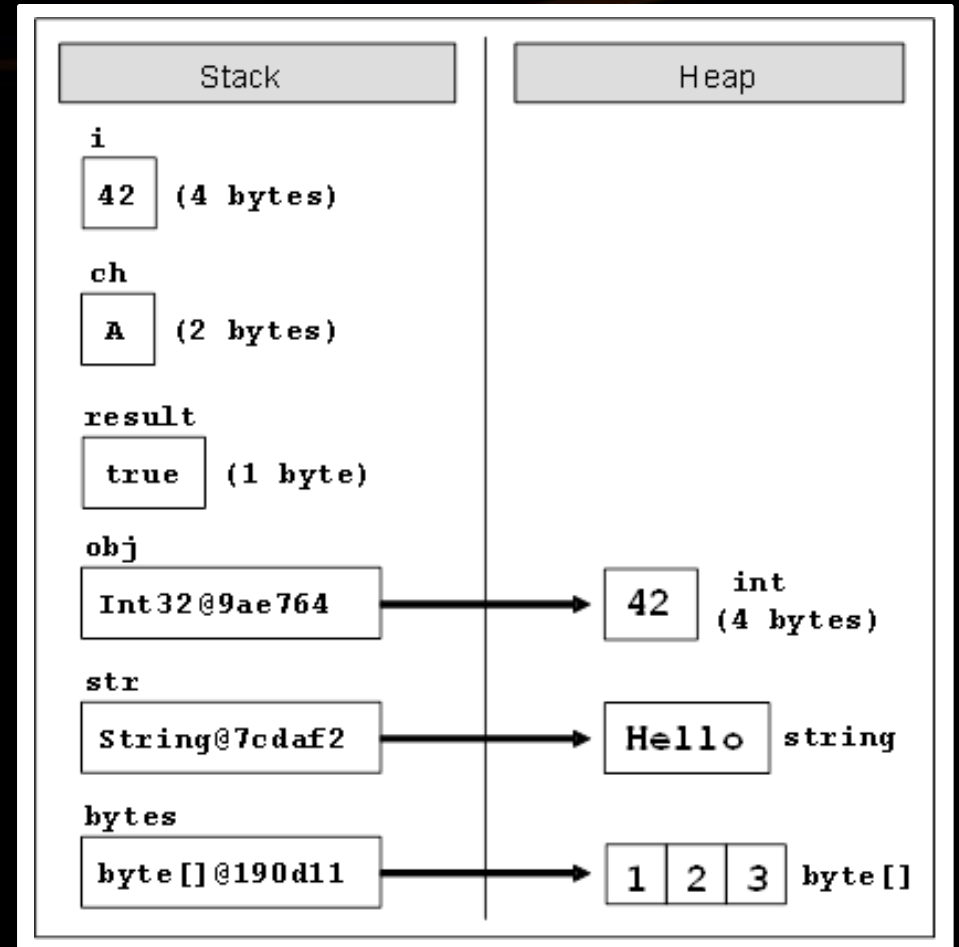 Stack Heap
i
42 (4 bytes)
ch
A (2 bytes)
result
true (1 byte)
obj
Int32@9ae764 42 int
(4 bytes)
str
String@7cdaf2 Hello string
bytes
byte[]@190d11 1 2 3 byte[]